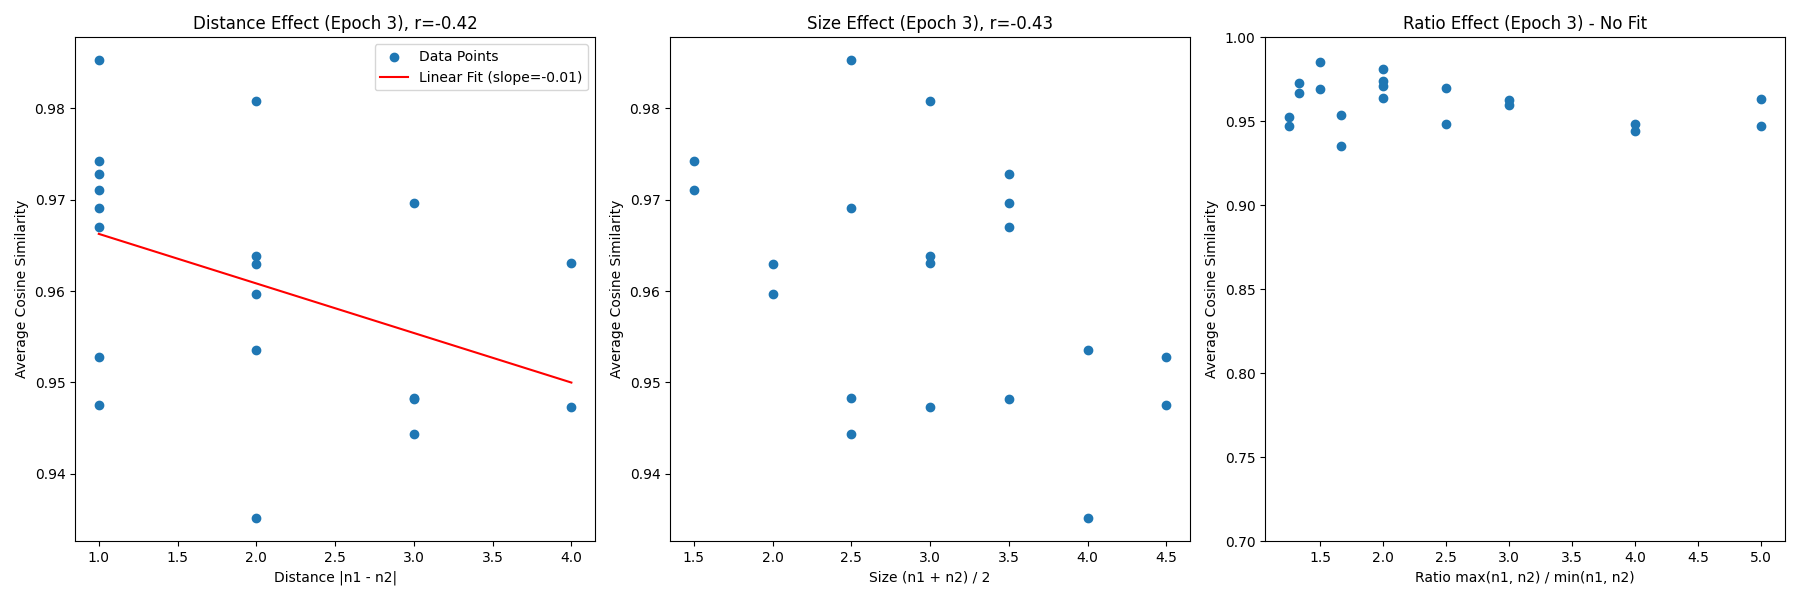 Distance Effect (Epoch 3), r=-0.42
Data Points
Linear Fit (slope=-0.01)
Average Cosine Similarity
0.98
0.97
0.96
0.95
0.94
1.0 1.5 2.0 2.5 3.0 3.5 4.0
Distance |n1 - n2|
Size Effect (Epoch 3), r=-0.43
Average Cosine Similarity
0.98
0.97
0.96
0.95
0.94
1.5 2.0 2.5 3.0 3.5 4.0 4.5
Size (n1 + n2) / 2
Ratio Effect (Epoch 3) - No Fit
Average Cosine Similarity
1.00
0.95
0.90
0.85
0.80
0.75
0.70
1.5 2.0 2.5 3.0 3.5 4.0 4.5 5.0
Ratio max(n1, n2) / min(n1, n2)